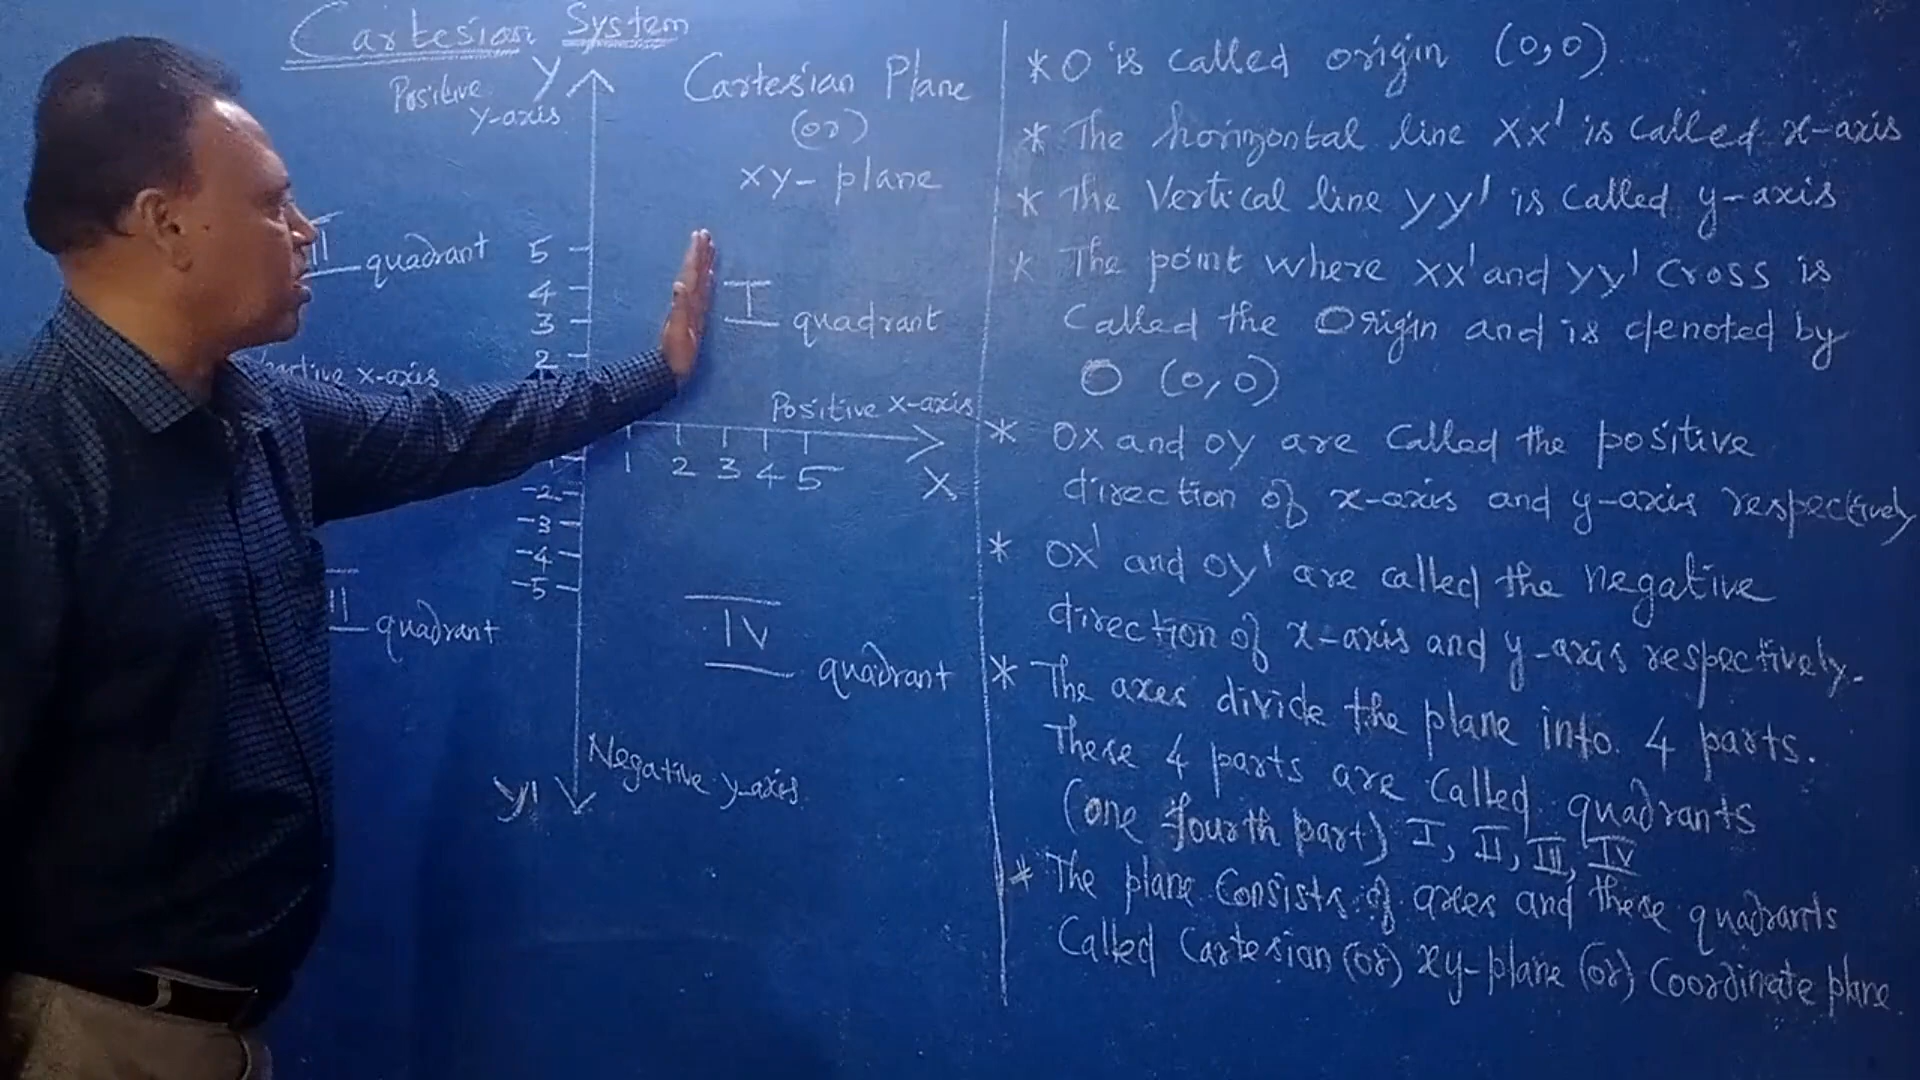 Cartesian System
Positive
y-axis
Y
Cartesian Plane
(or)
xy-plane
II quadrant
I quadrant
5
4
3
2
x-axis
Positive x-axis
1 2 3 4 5
X
-2
-3
-4
-5
quadrant
IV quadrant
Negative y-axis
y'
* O is called origin (0,0)
* The horizontal line XX' is called x-axis
* The Vertical line yy' is called y-axis
* The point where xx' and yy' cross is
called the Origin and is denoted by
O (0,0)
* OX and OY are called the positive
direction of x-axis and y-axis respectively
* OX' and OY' are called the negative
direction of x-axis and y-axis respectively.
* The axes divide the plane into 4 parts.
These 4 parts are called quadrants
(one fourth part) I, II, III, IV
* The plane consists of axes and these quadrants
Called Cartesian (or) xy-plane (or) Coordinate plane.